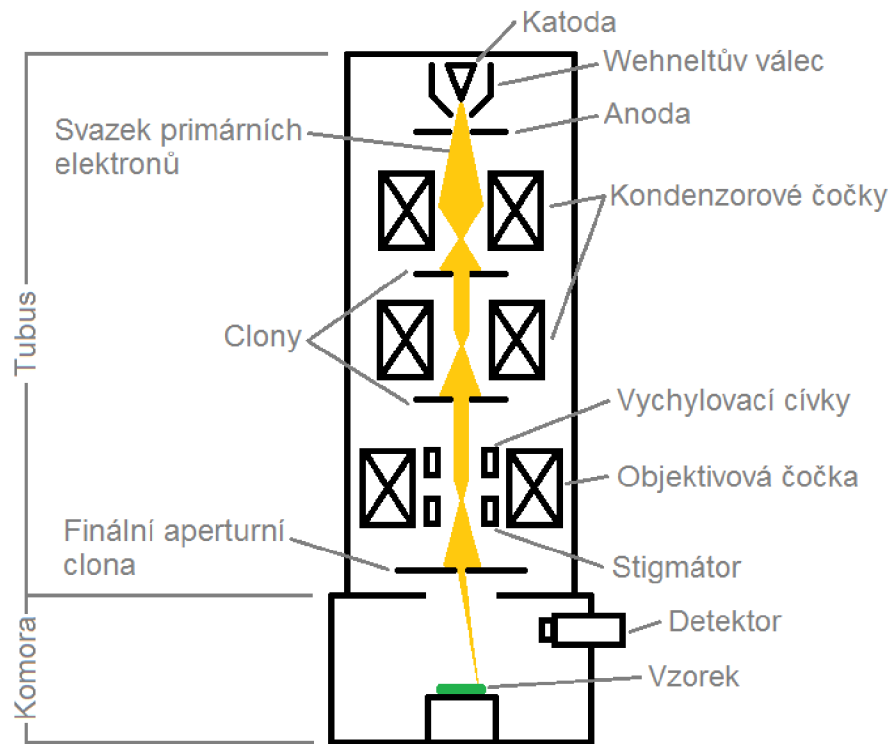 Katoda
Wehneltův válec
Anoda
Svazek primárních
elektronů
Kondenzorové čočky
Tubus
Clony
Vychylovací cívky
Objektivová čočka
Finální aperturní
clona
Stigmátor
Komora
Detektor
Vzorek